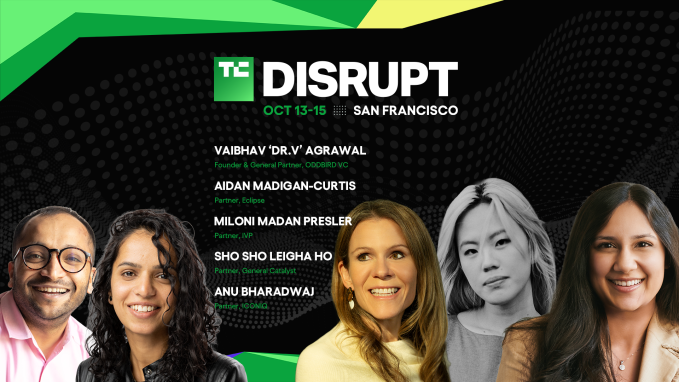 TC DISRUPT
OCT 13-15 SAN FRANCISCO
VAIBHAV ‘DR.V’ AGRAWAL
Founder & General Partner, ODDBIRD VC
AIDAN MADIGAN-CURTIS
Partner, Eclipse
MILONI MADAN PRESLER
Partner, IVP
SHO SHO LEIGHA HO
Partner, General Catalyst
ANU BHARADWAJ
Partner,